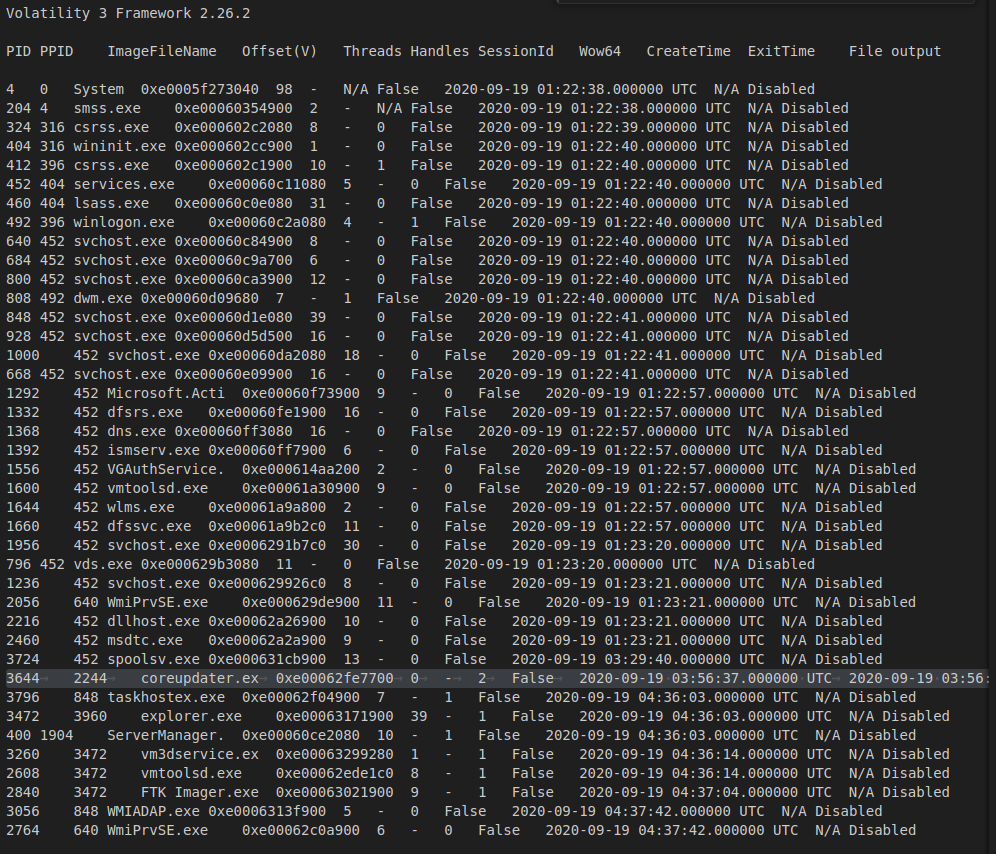 Volatility 3 Framework 2.26.2
PID PPID ImageFileName Offset(V) Threads Handles SessionId Wow64 CreateTime ExitTime File output
4 0 System 0xe0005f273040 98 - N/A False 2020-09-19 01:22:38.000000 UTC N/A Disabled
204 4 smss.exe 0xe00060354900 2 - N/A False 2020-09-19 01:22:38.000000 UTC N/A Disabled
324 316 csrss.exe 0xe000602c2080 8 - 0 False 2020-09-19 01:22:39.000000 UTC N/A Disabled
404 316 wininit.exe 0xe000602cc900 1 - 0 False 2020-09-19 01:22:40.000000 UTC N/A Disabled
412 396 csrss.exe 0xe000602c1900 10 - 1 False 2020-09-19 01:22:40.000000 UTC N/A Disabled
452 404 services.exe 0xe00060c11080 5 - 0 False 2020-09-19 01:22:40.000000 UTC N/A Disabled
460 404 lsass.exe 0xe00060c0e080 31 - 0 False 2020-09-19 01:22:40.000000 UTC N/A Disabled
492 396 winlogon.exe 0xe00060c2a080 4 - 1 False 2020-09-19 01:22:40.000000 UTC N/A Disabled
640 452 svchost.exe 0xe00060c84900 8 - 0 False 2020-09-19 01:22:40.000000 UTC N/A Disabled
684 452 svchost.exe 0xe00060c9a700 6 - 0 False 2020-09-19 01:22:40.000000 UTC N/A Disabled
800 452 svchost.exe 0xe00060ca3900 12 - 0 False 2020-09-19 01:22:40.000000 UTC N/A Disabled
808 492 dwm.exe 0xe00060d09680 7 - 1 False 2020-09-19 01:22:40.000000 UTC N/A Disabled
848 452 svchost.exe 0xe00060d1e080 39 - 0 False 2020-09-19 01:22:41.000000 UTC N/A Disabled
928 452 svchost.exe 0xe00060d5d500 16 - 0 False 2020-09-19 01:22:41.000000 UTC N/A Disabled
1000 452 svchost.exe 0xe00060da2080 18 - 0 False 2020-09-19 01:22:41.000000 UTC N/A Disabled
668 452 svchost.exe 0xe00060e09900 16 - 0 False 2020-09-19 01:22:41.000000 UTC N/A Disabled
1292 452 Microsoft.Acti 0xe00060f73900 9 - 0 False 2020-09-19 01:22:57.000000 UTC N/A Disabled
1332 452 dfsrs.exe 0xe00060fe1900 16 - 0 False 2020-09-19 01:22:57.000000 UTC N/A Disabled
1368 452 dns.exe 0xe00060ff3080 16 - 0 False 2020-09-19 01:22:57.000000 UTC N/A Disabled
1392 452 ismserv.exe 0xe00060ff7900 6 - 0 False 2020-09-19 01:22:57.000000 UTC N/A Disabled
1556 452 VGAuthService. 0xe000614aa200 2 - 0 False 2020-09-19 01:22:57.000000 UTC N/A Disabled
1600 452 vmtoolsd.exe 0xe00061a30900 9 - 0 False 2020-09-19 01:22:57.000000 UTC N/A Disabled
1644 452 wlms.exe 0xe00061a9a800 2 - 0 False 2020-09-19 01:22:57.000000 UTC N/A Disabled
1660 452 dfssvc.exe 0xe00061a9b2c0 11 - 0 False 2020-09-19 01:22:57.000000 UTC N/A Disabled
1956 452 svchost.exe 0xe0006291b7c0 30 - 0 False 2020-09-19 01:23:20.000000 UTC N/A Disabled
796 452 vds.exe 0xe000629b3080 11 - 0 False 2020-09-19 01:23:20.000000 UTC N/A Disabled
1236 452 svchost.exe 0xe000629926c0 8 - 0 False 2020-09-19 01:23:21.000000 UTC N/A Disabled
2056 640 WmiPrvSE.exe 0xe000629de900 11 - 0 False 2020-09-19 01:23:21.000000 UTC N/A Disabled
2216 452 dllhost.exe 0xe00062a26900 10 - 0 False 2020-09-19 01:23:21.000000 UTC N/A Disabled
2460 452 msdtc.exe 0xe00062a2a900 9 - 0 False 2020-09-19 01:23:21.000000 UTC N/A Disabled
3724 452 spoolsv.exe 0xe000631cb900 13 - 0 False 2020-09-19 03:29:40.000000 UTC N/A Disabled
3644 2244 coreupdater.ex 0xe00062fe7700 0 - 2 False 2020-09-19 03:56:37.000000 UTC 2020-09-19 03:56:
3796 848 taskhostex.exe 0xe00062f04900 7 - 1 False 2020-09-19 04:36:03.000000 UTC N/A Disabled
3472 3960 explorer.exe 0xe00063171900 39 - 1 False 2020-09-19 04:36:03.000000 UTC N/A Disabled
400 1904 ServerManager. 0xe00060ce2080 10 - 1 False 2020-09-19 04:36:03.000000 UTC N/A Disabled
3260 3472 vm3dservice.ex 0xe00063299280 1 - 1 False 2020-09-19 04:36:14.000000 UTC N/A Disabled
2608 3472 vmtoolsd.exe 0xe00062ede1c0 8 - 1 False 2020-09-19 04:36:14.000000 UTC N/A Disabled
2840 3472 FTK Imager.exe 0xe00063021900 9 - 1 False 2020-09-19 04:37:04.000000 UTC N/A Disabled
3056 848 WMIADAP.exe 0xe0006313f900 5 - 0 False 2020-09-19 04:37:42.000000 UTC N/A Disabled
2764 640 WmiPrvSE.exe 0xe00062c0a900 6 - 0 False 2020-09-19 04:37:42.000000 UTC N/A Disabled